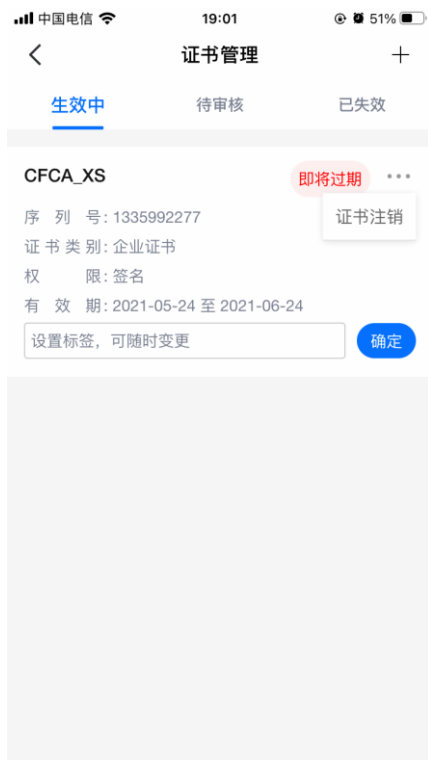 中国电信 19:01 51%
证书管理
生效中 待审核 已失效
CFCA_XS 即将过期
证书注销
序列号: 1335992277
证书类别: 企业证书
权限: 签名
有效期: 2021-05-24 至 2021-06-24
设置标签，可随时变更 确定